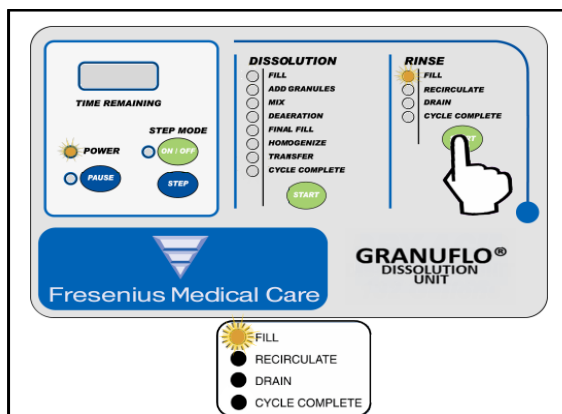 TIME REMAINING
STEP MODE
POWER
ON / OFF
PAUSE
STEP
DISSOLUTION
FILL
ADD GRANULES
MIX
DEAERATION
FINAL FILL
HOMOGENIZE
TRANSFER
CYCLE COMPLETE
START
RINSE
FILL
RECIRCULATE
DRAIN
CYCLE COMPLETE
Fresenius Medical Care
GRANUFLO®
DISSOLUTION
UNIT
FILL
RECIRCULATE
DRAIN
CYCLE COMPLETE